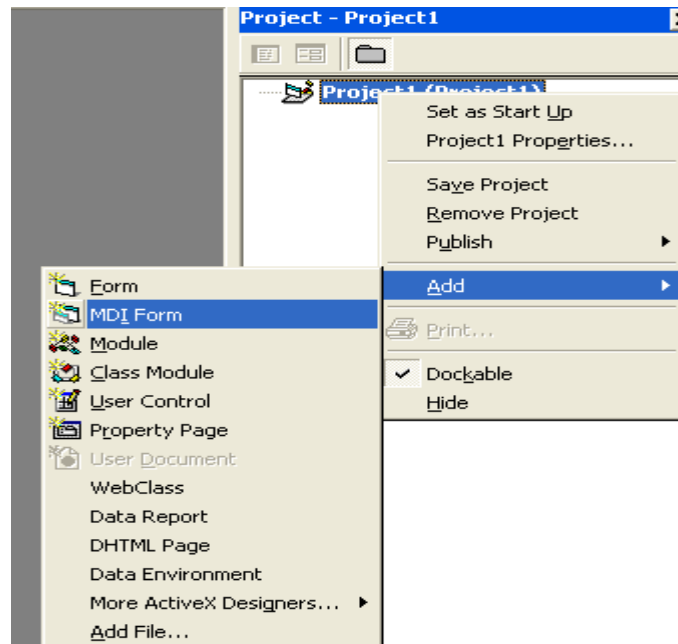 Project - Project1
Project1 (Project1)
Set as Start Up
Project1 Properties...
Save Project
Remove Project
Publish
Add
Print...
Dockable
Hide
Form
MDI Form
Module
Class Module
User Control
Property Page
User Document
WebClass
Data Report
DHTML Page
Data Environment
More ActiveX Designers...
Add File...